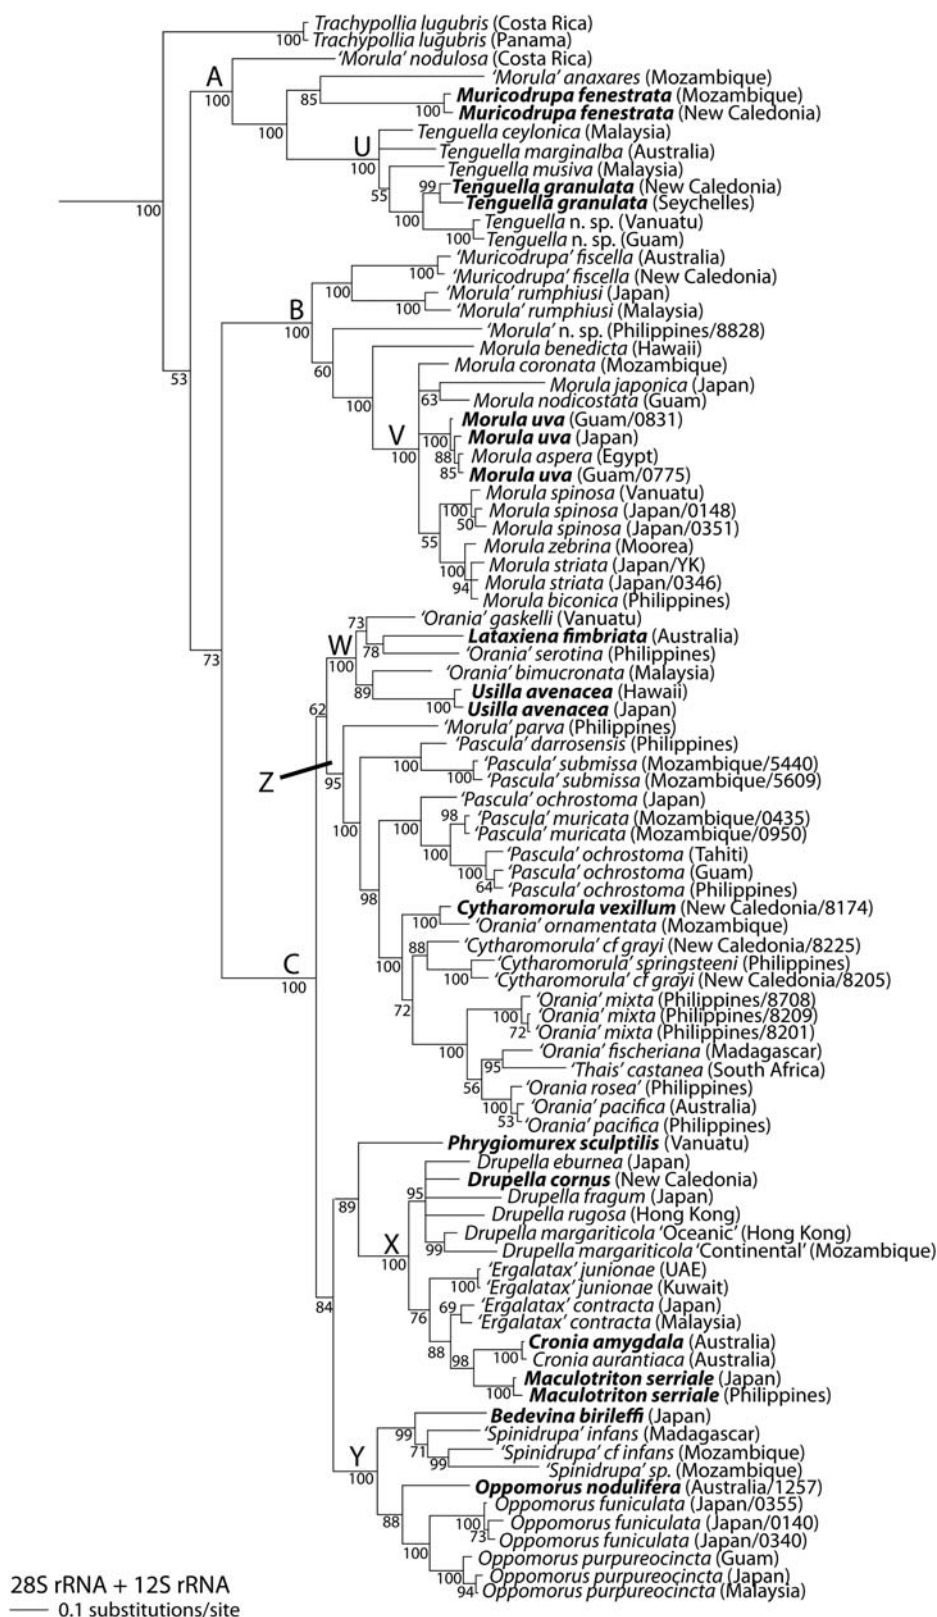 Trachypollia lugubris (Costa Rica)
100 Trachypollia lugubris (Panama)
'Morula' nodulosa (Costa Rica)
A
100
'Morula' anaxares (Mozambique)
85
Muricodrupa fenestrata (Mozambique)
100 Muricodrupa fenestrata (New Caledonia)
100
Tenguella ceylonica (Malaysia)
U
100
Tenguella marginalba (Australia)
Tenguella musiva (Malaysia)
55
99 Tenguella granulata (New Caledonia)
Tenguella granulata (Seychelles)
100
100
Tenguella n. sp. (Vanuatu)
100 Tenguella n. sp. (Guam)
'Muricodrupa' fiscella (Australia)
100 'Muricodrupa' fiscella (New Caledonia)
100
'Morula' rumphiusi (Japan)
B
100
100 'Morula' rumphiusi (Malaysia)
'Morula' n. sp. (Philippines/8828)
60
Morula benedicta (Hawaii)
53
Morula coronata (Mozambique)
Morula japonica (Japan)
100
63 Morula nodicostata (Guam)
Morula uva (Guam/0831)
V
100
100 Morula uva (Japan)
88 Morula aspera (Egypt)
85 Morula uva (Guam/0775)
Morula spinosa (Vanuatu)
100 Morula spinosa (Japan/0148)
50 Morula spinosa (Japan/0351)
55
Morula zebrina (Moorea)
100 Morula striata (Japan/YK)
94 Morula striata (Japan/0346)
Morula biconica (Philippines)
73 'Orania' gaskelli (Vanuatu)
W
100
Lataxiena fimbriata (Australia)
73
78 'Orania' serotina (Philippines)
'Orania' bimucronata (Malaysia)
89
Usilla avenacea (Hawaii)
62
100 Usilla avenacea (Japan)
'Morula' parva (Philippines)
'Pascula' darrosensis (Philippines)
Z
95
100
'Pascula' submissa (Mozambique/5440)
100 'Pascula' submissa (Mozambique/5609)
'Pascula' ochrostoma (Japan)
100
100
98 'Pascula' muricata (Mozambique/0435)
'Pascula' muricata (Mozambique/0950)
100
'Pascula' ochrostoma (Tahiti)
100 'Pascula' ochrostoma (Guam)
64 'Pascula' ochrostoma (Philippines)
98
Cytharomorula vexillum (New Caledonia/8174)
100 'Orania' ornamentata (Mozambique)
100
88 'Cytharomorula' cf grayi (New Caledonia/8225)
'Cytharomorula' springsteeni (Philippines)
C
100
100 'Cytharomorula' cf grayi (New Caledonia/8205)
72
'Orania' mixta (Philippines/8708)
100 'Orania' mixta (Philippines/8209)
72 'Orania' mixta (Philippines/8201)
100
'Orania' fischeriana (Madagascar)
95 'Thais' castanea (South Africa)
56
'Orania rosea' (Philippines)
100 'Orania' pacifica (Australia)
53 'Orania' pacifica (Philippines)
Phrygiomurex sculptilis (Vanuatu)
Drupella eburnea (Japan)
89
95 Drupella cornus (New Caledonia)
Drupella fragum (Japan)
Drupella rugosa (Hong Kong)
Drupella margariticola 'Oceanic' (Hong Kong)
X
100
99 Drupella margariticola 'Continental' (Mozambique)
'Ergalatax' junionae (UAE)
100 'Ergalatax' junionae (Kuwait)
84
76
69 'Ergalatax' contracta (Japan)
'Ergalatax' contracta (Malaysia)
88
Cronia amygdala (Australia)
98
100 Cronia aurantiaca (Australia)
Maculotriton serriale (Japan)
100 Maculotriton serriale (Philippines)
Bedevina birileffi (Japan)
99 'Spinidrupa' infans (Madagascar)
71 'Spinidrupa' cf infans (Mozambique)
Y
100
99 'Spinidrupa' sp. (Mozambique)
Oppomorus nodulifera (Australia/1257)
88
Oppomorus funiculata (Japan/0355)
100 Oppomorus funiculata (Japan/0140)
73 Oppomorus funiculata (Japan/0340)
100
Oppomorus purpureocincta (Guam)
100 Oppomorus purpureocincta (Japan)
94 Oppomorus purpureocincta (Malaysia)
28S rRNA + 12S rRNA
0.1 substitutions/site